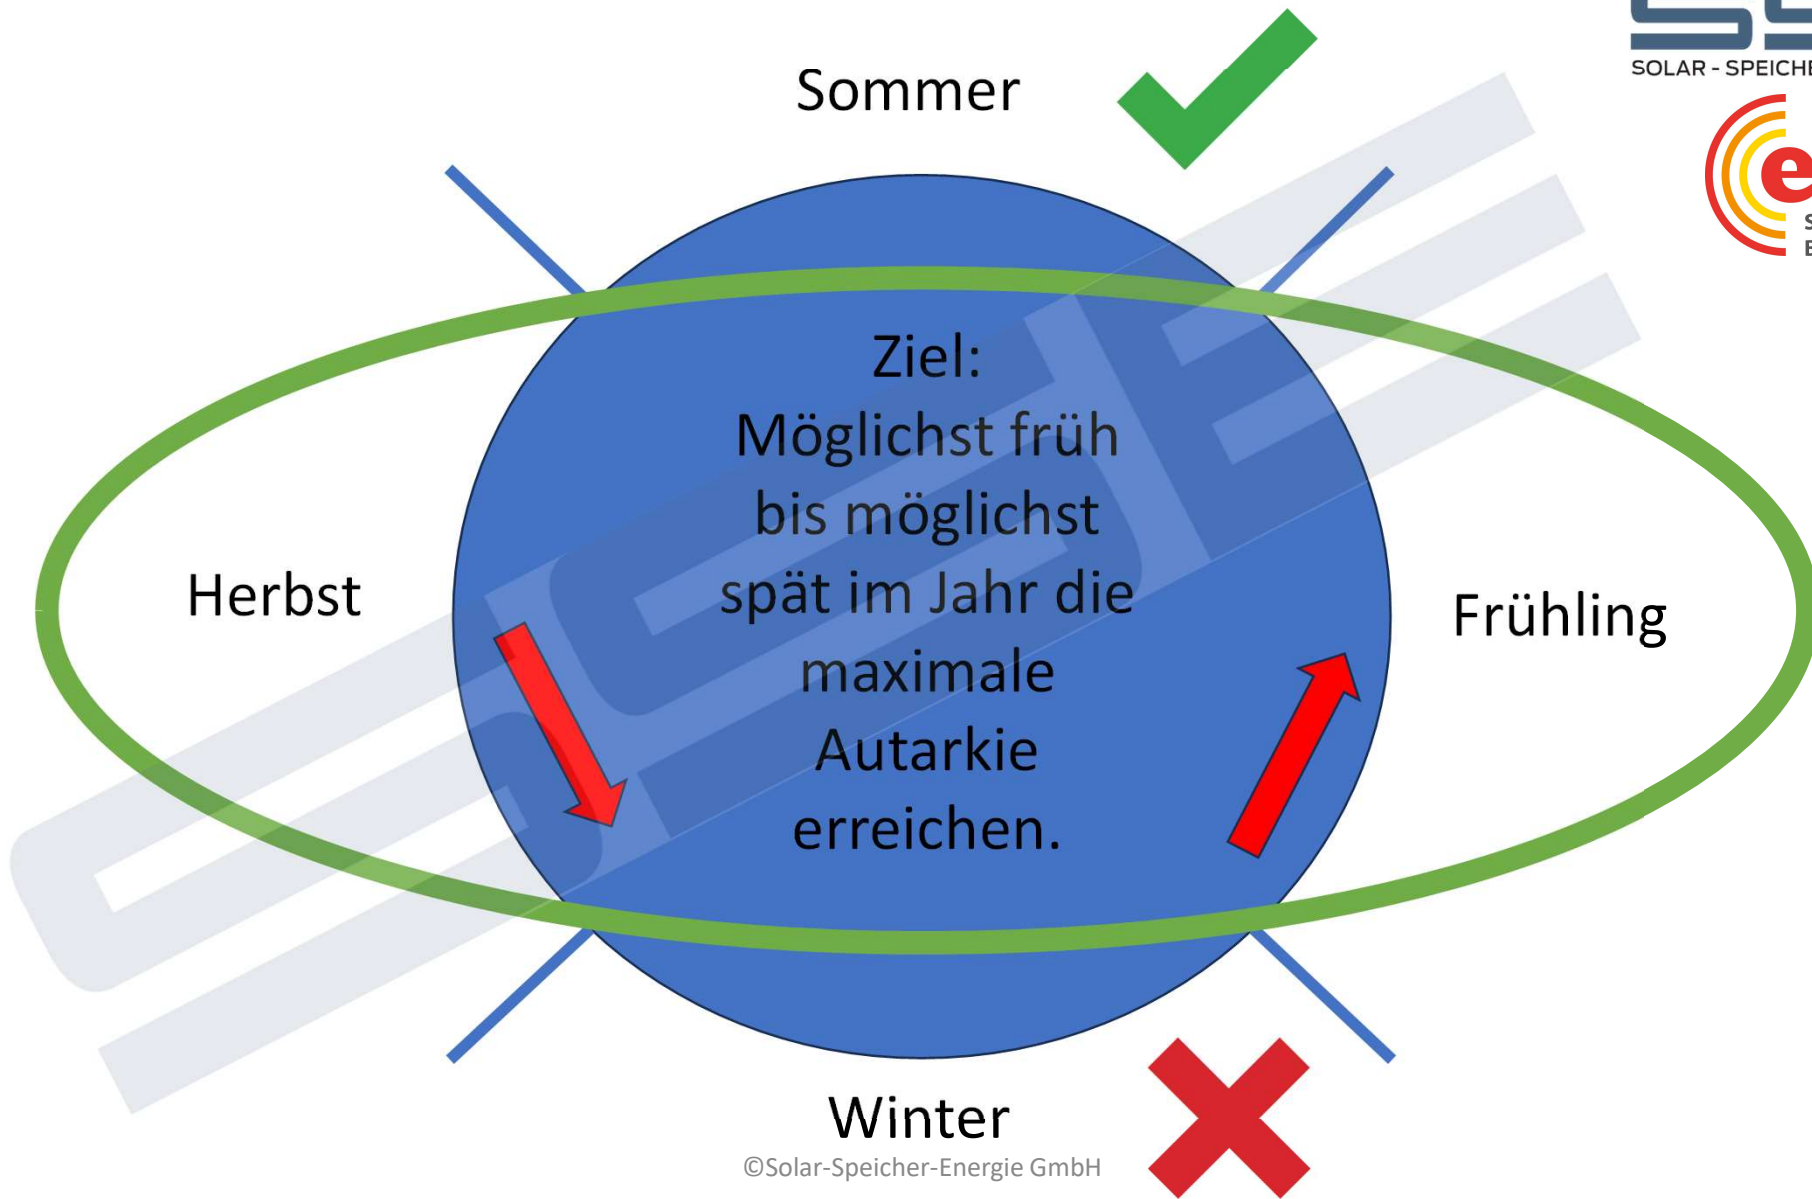 Sommer
SOLAR - SPEICHE
e
Ziel:
Möglichst früh
bis möglichst
spät im Jahr die
maximale
Autarkie
erreichen.
Herbst
Frühling
Winter
©Solar-Speicher-Energie GmbH
SSE